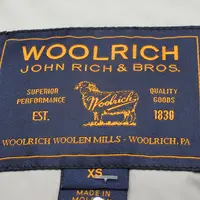 WOOLRICH
JOHN RICH & BROS.
SUPERIOR PERFORMANCE
QUALITY GOODS
Woolrich
EST. 1830
WOOLRICH WOOLEN MILLS - WOOLRICH, PA
XS
MADE IN